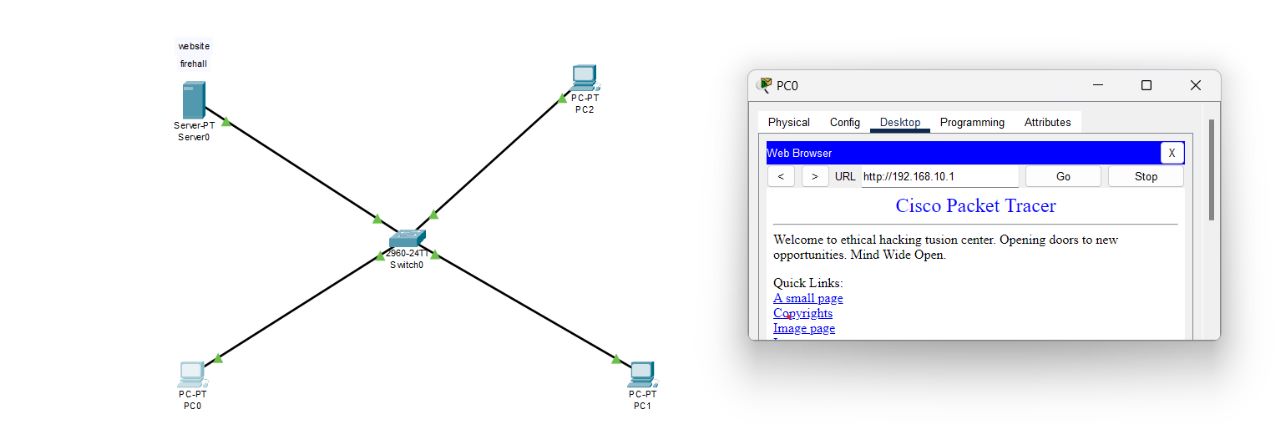 website
firehall
Server-PT
Server0
PC-PT
PC2
2960-24TT
Switch0
PC-PT
PC0
PC-PT
PC1
PC0
Physical Config Desktop Programming Attributes
Web Browser X
< > URL http://192.168.10.1 Go Stop
Cisco Packet Tracer
Welcome to ethical hacking tusion center. Opening doors to new
opportunities. Mind Wide Open.
Quick Links:
A small page
Copyrights
Image page